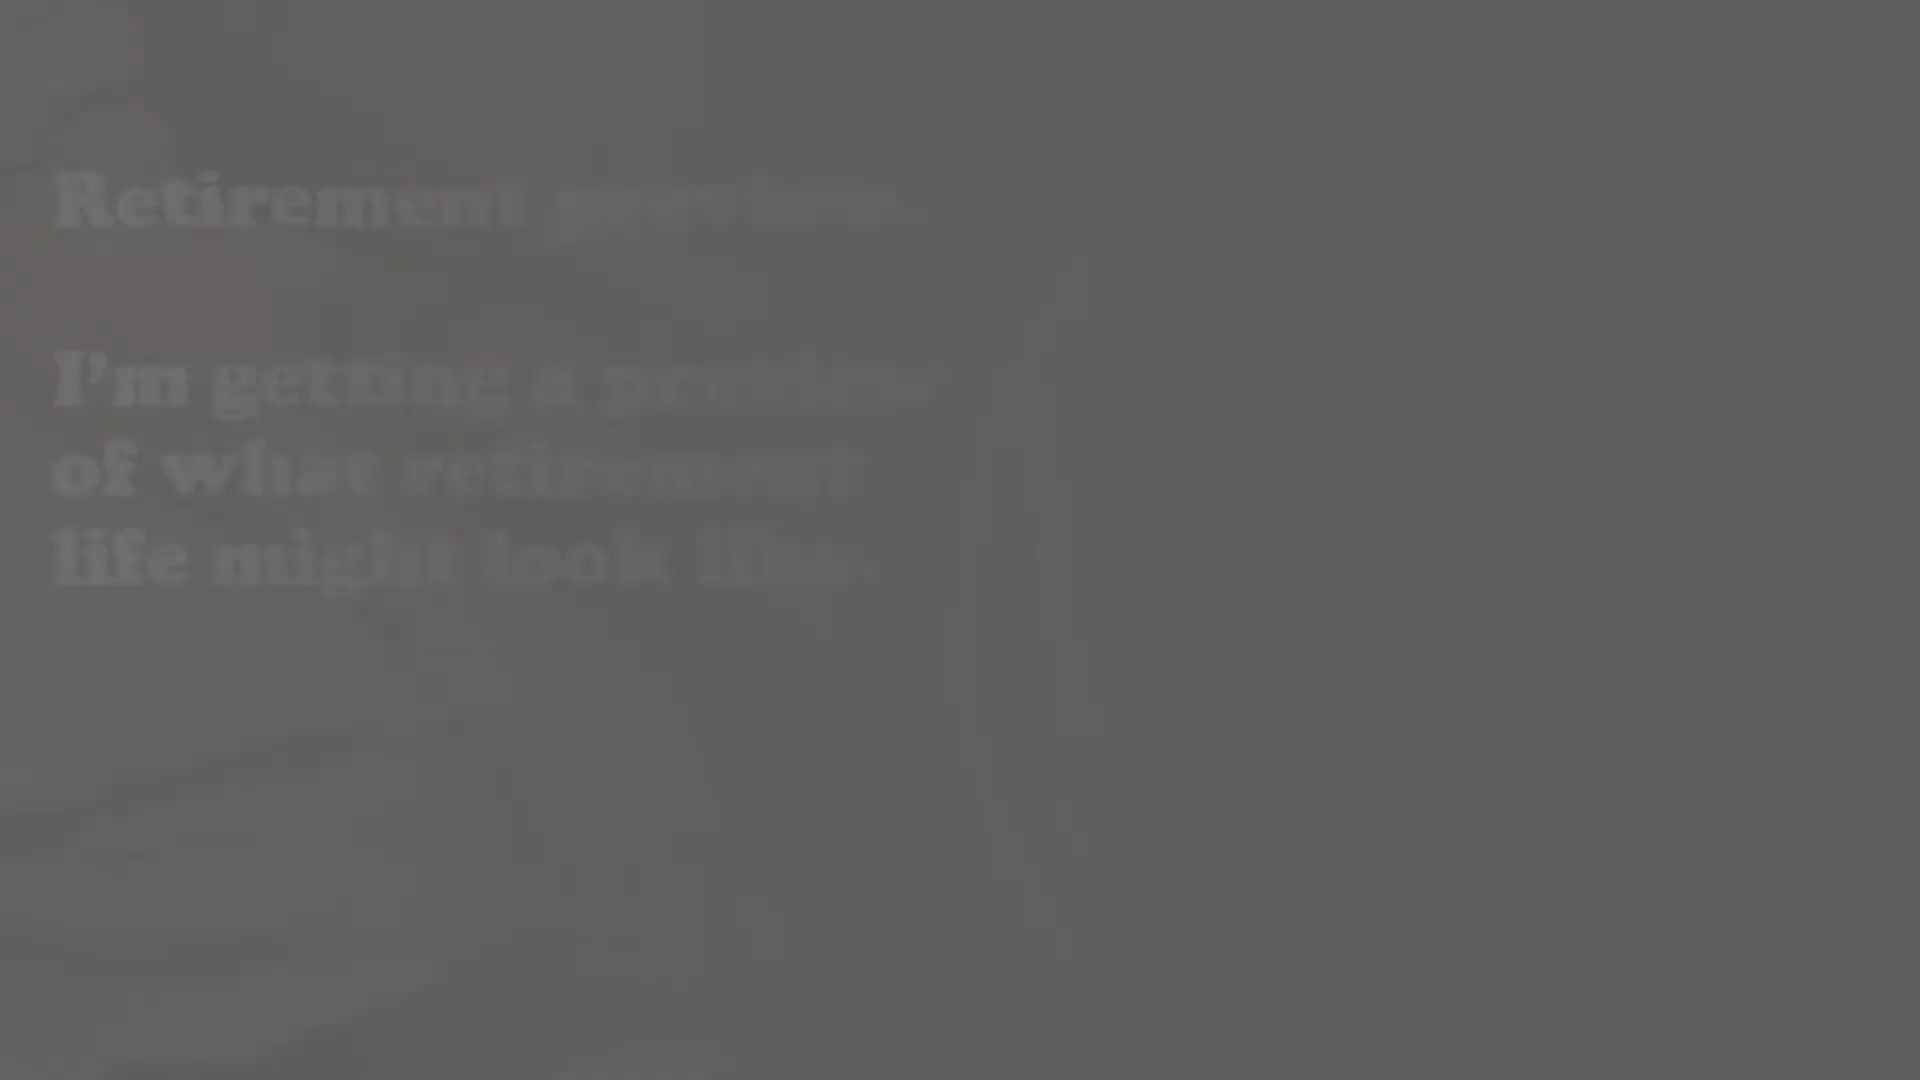 Retirement preview.
I'm getting a preview
of what retirement
life might look like.